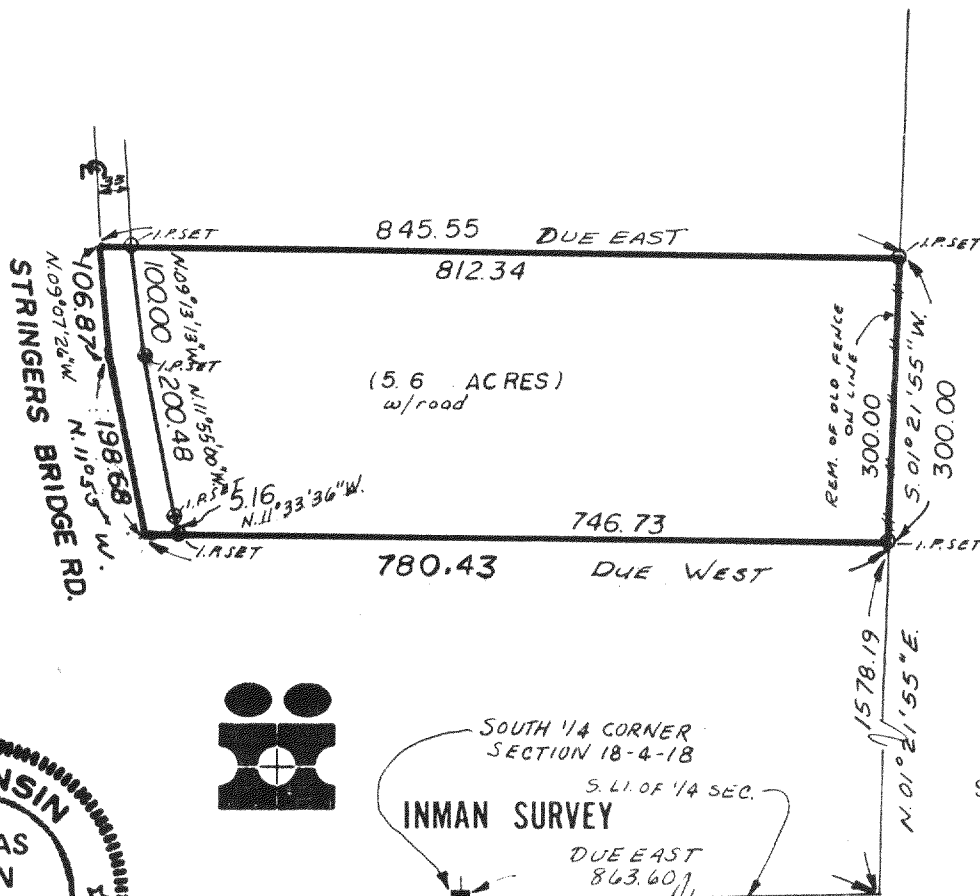 ℄
33'
I.P. SET
845.55 DUE EAST
812.34
I.P. SET
STRINGERS BRIDGE RD.
N.09°07'26"W
106.87
N.11°55' W.
198.68
N.09°13'13"W.
100.00
I.P. SET
N.11°55'00"W.
200.48
I.P. SET
5.16
N.11°33'36"W.
I.P. SET
(5.6 ACRES)
w/road
REM. OF OLD FENCE
ON LINE
300.00
S.01°21'55"W.
300.00
746.73
780.43 DUE WEST
I.P. SET
1578.19
N.01°21'55"E.
SOUTH 1/4 CORNER
SECTION 18-4-18
S. LI. OF 1/4 SEC.
INMAN SURVEY
DUE EAST
863.60
NSIN
AS
N
S